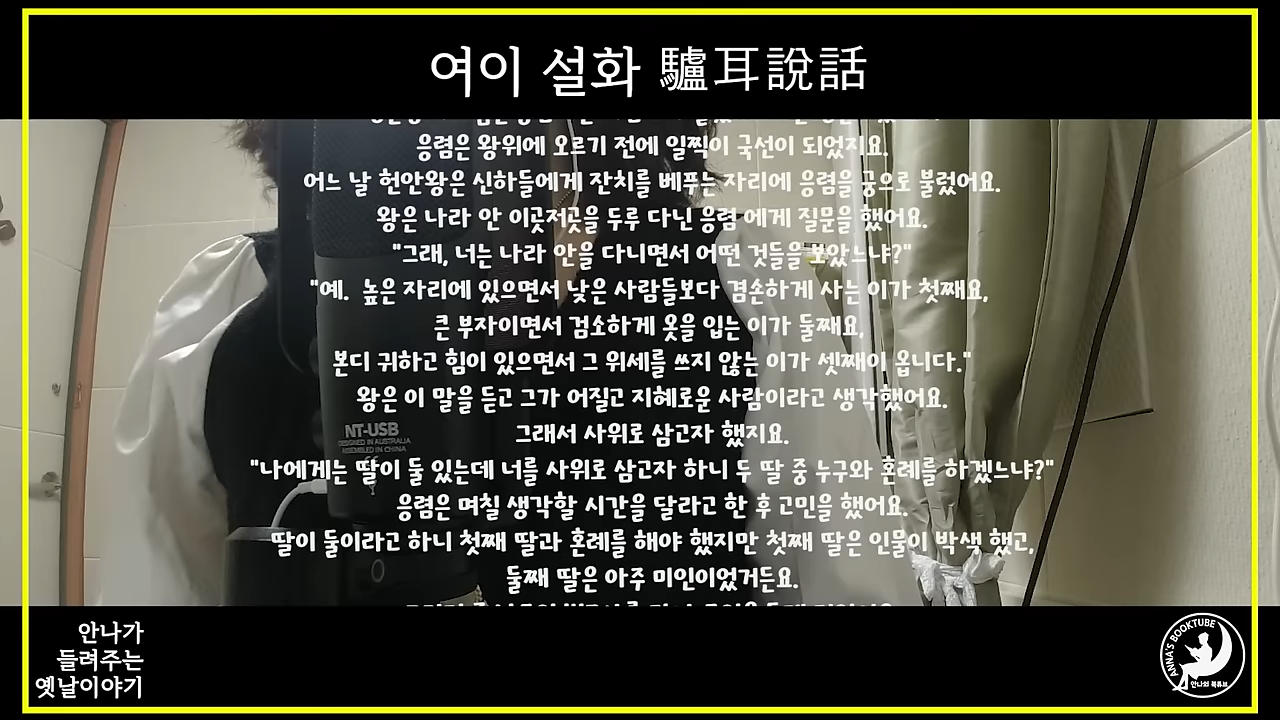 여이 설화 驢耳說話
응렴은 왕위에 오르기 전에 일찍이 국선이 되었지요.
어느 날 헌안왕은 신하들에게 잔치를 베푸는 자리에 응렴을 궁으로 불렀어요.
왕은 나라 안 이곳저곳을 두루 다닌 응렴 에게 질문을 했어요.
"그래, 너는 나라 안을 다니면서 어떤 것들을 보았느냐?"
"예. 높은 자리에 있으면서 낮은 사람들보다 겸손하게 사는 이가 첫째요,
큰 부자이면서 검소하게 옷을 입는 이가 둘째요,
본디 귀하고 힘이 있으면서 그 위세를 쓰지 않는 이가 셋째이 옵니다."
왕은 이 말을 듣고 그가 어질고 지혜로운 사람이라고 생각했어요.
그래서 사위로 삼고자 했지요.
"나에게는 딸이 둘 있는데 너를 사위로 삼고자 하니 두 딸 중 누구와 혼례를 하겠느냐?"
응렴은 며칠 생각할 시간을 달라고 한 후 고민을 했어요.
딸이 둘이라고 하니 첫째 딸과 혼례를 해야 했지만 첫째 딸은 인물이 박색 했고,
둘째 딸은 아주 미인이었거든요.
NT-USB
DESIGNED IN AUSTRALIA
ASSEMBLED IN CHINA
안나가
들려주는
옛날이야기
ANNA'S BOOKTUBE
안나의 북튜브